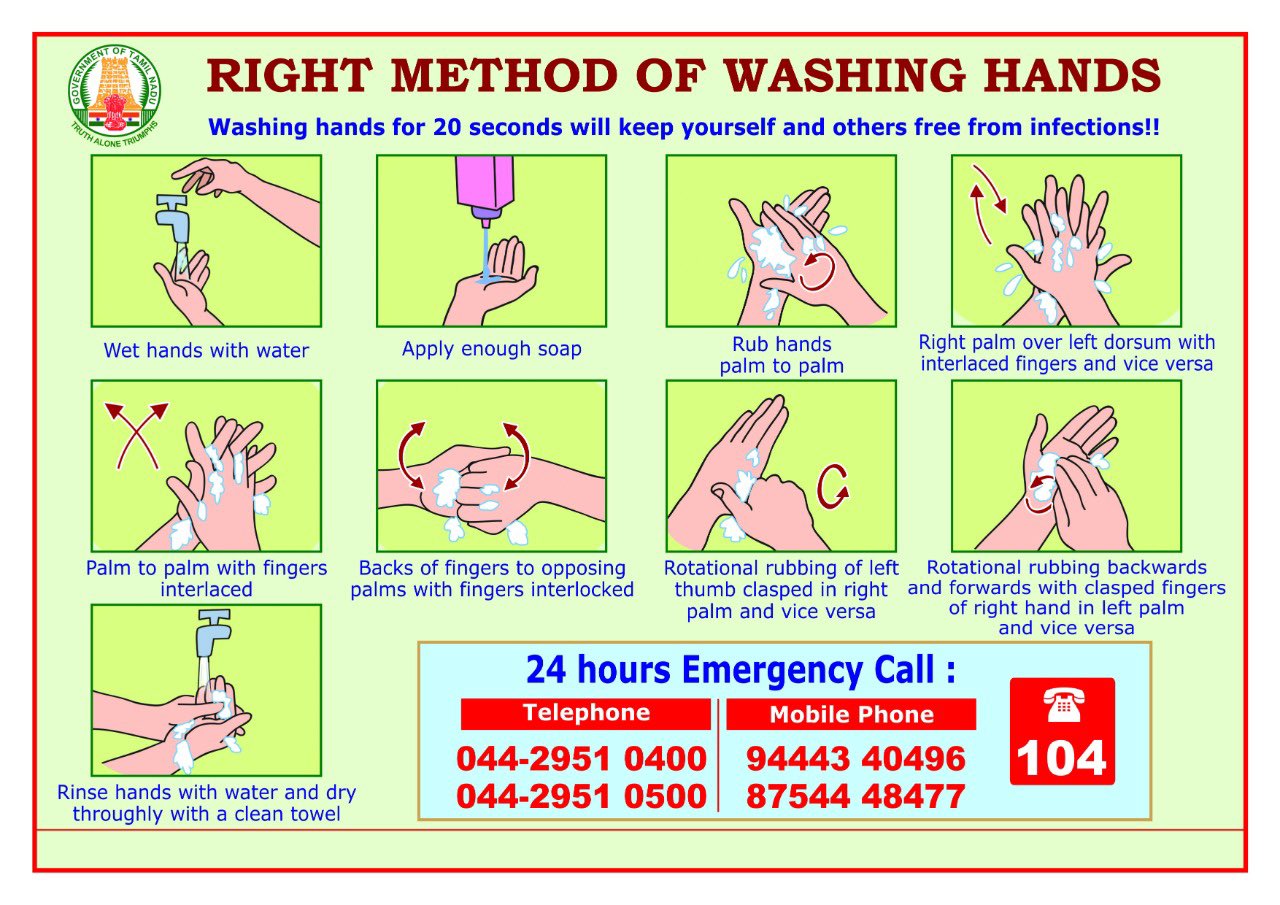 GOVERNMENT OF TAMIL NADU
TRUTH ALONE TRIUMPHS
RIGHT METHOD OF WASHING HANDS
Washing hands for 20 seconds will keep yourself and others free from infections!!
Wet hands with water
Apply enough soap
Rub hands
palm to palm
Right palm over left dorsum with
interlaced fingers and vice versa
Palm to palm with fingers
interlaced
Backs of fingers to opposing
palms with fingers interlocked
Rotational rubbing of left
thumb clasped in right
palm and vice versa
Rotational rubbing backwards
and forwards with clasped fingers
of right hand in left palm
and vice versa
Rinse hands with water and dry
throughly with a clean towel
24 hours Emergency Call :
Telephone
044-2951 0400
044-2951 0500
Mobile Phone
94443 40496
87544 48477
104